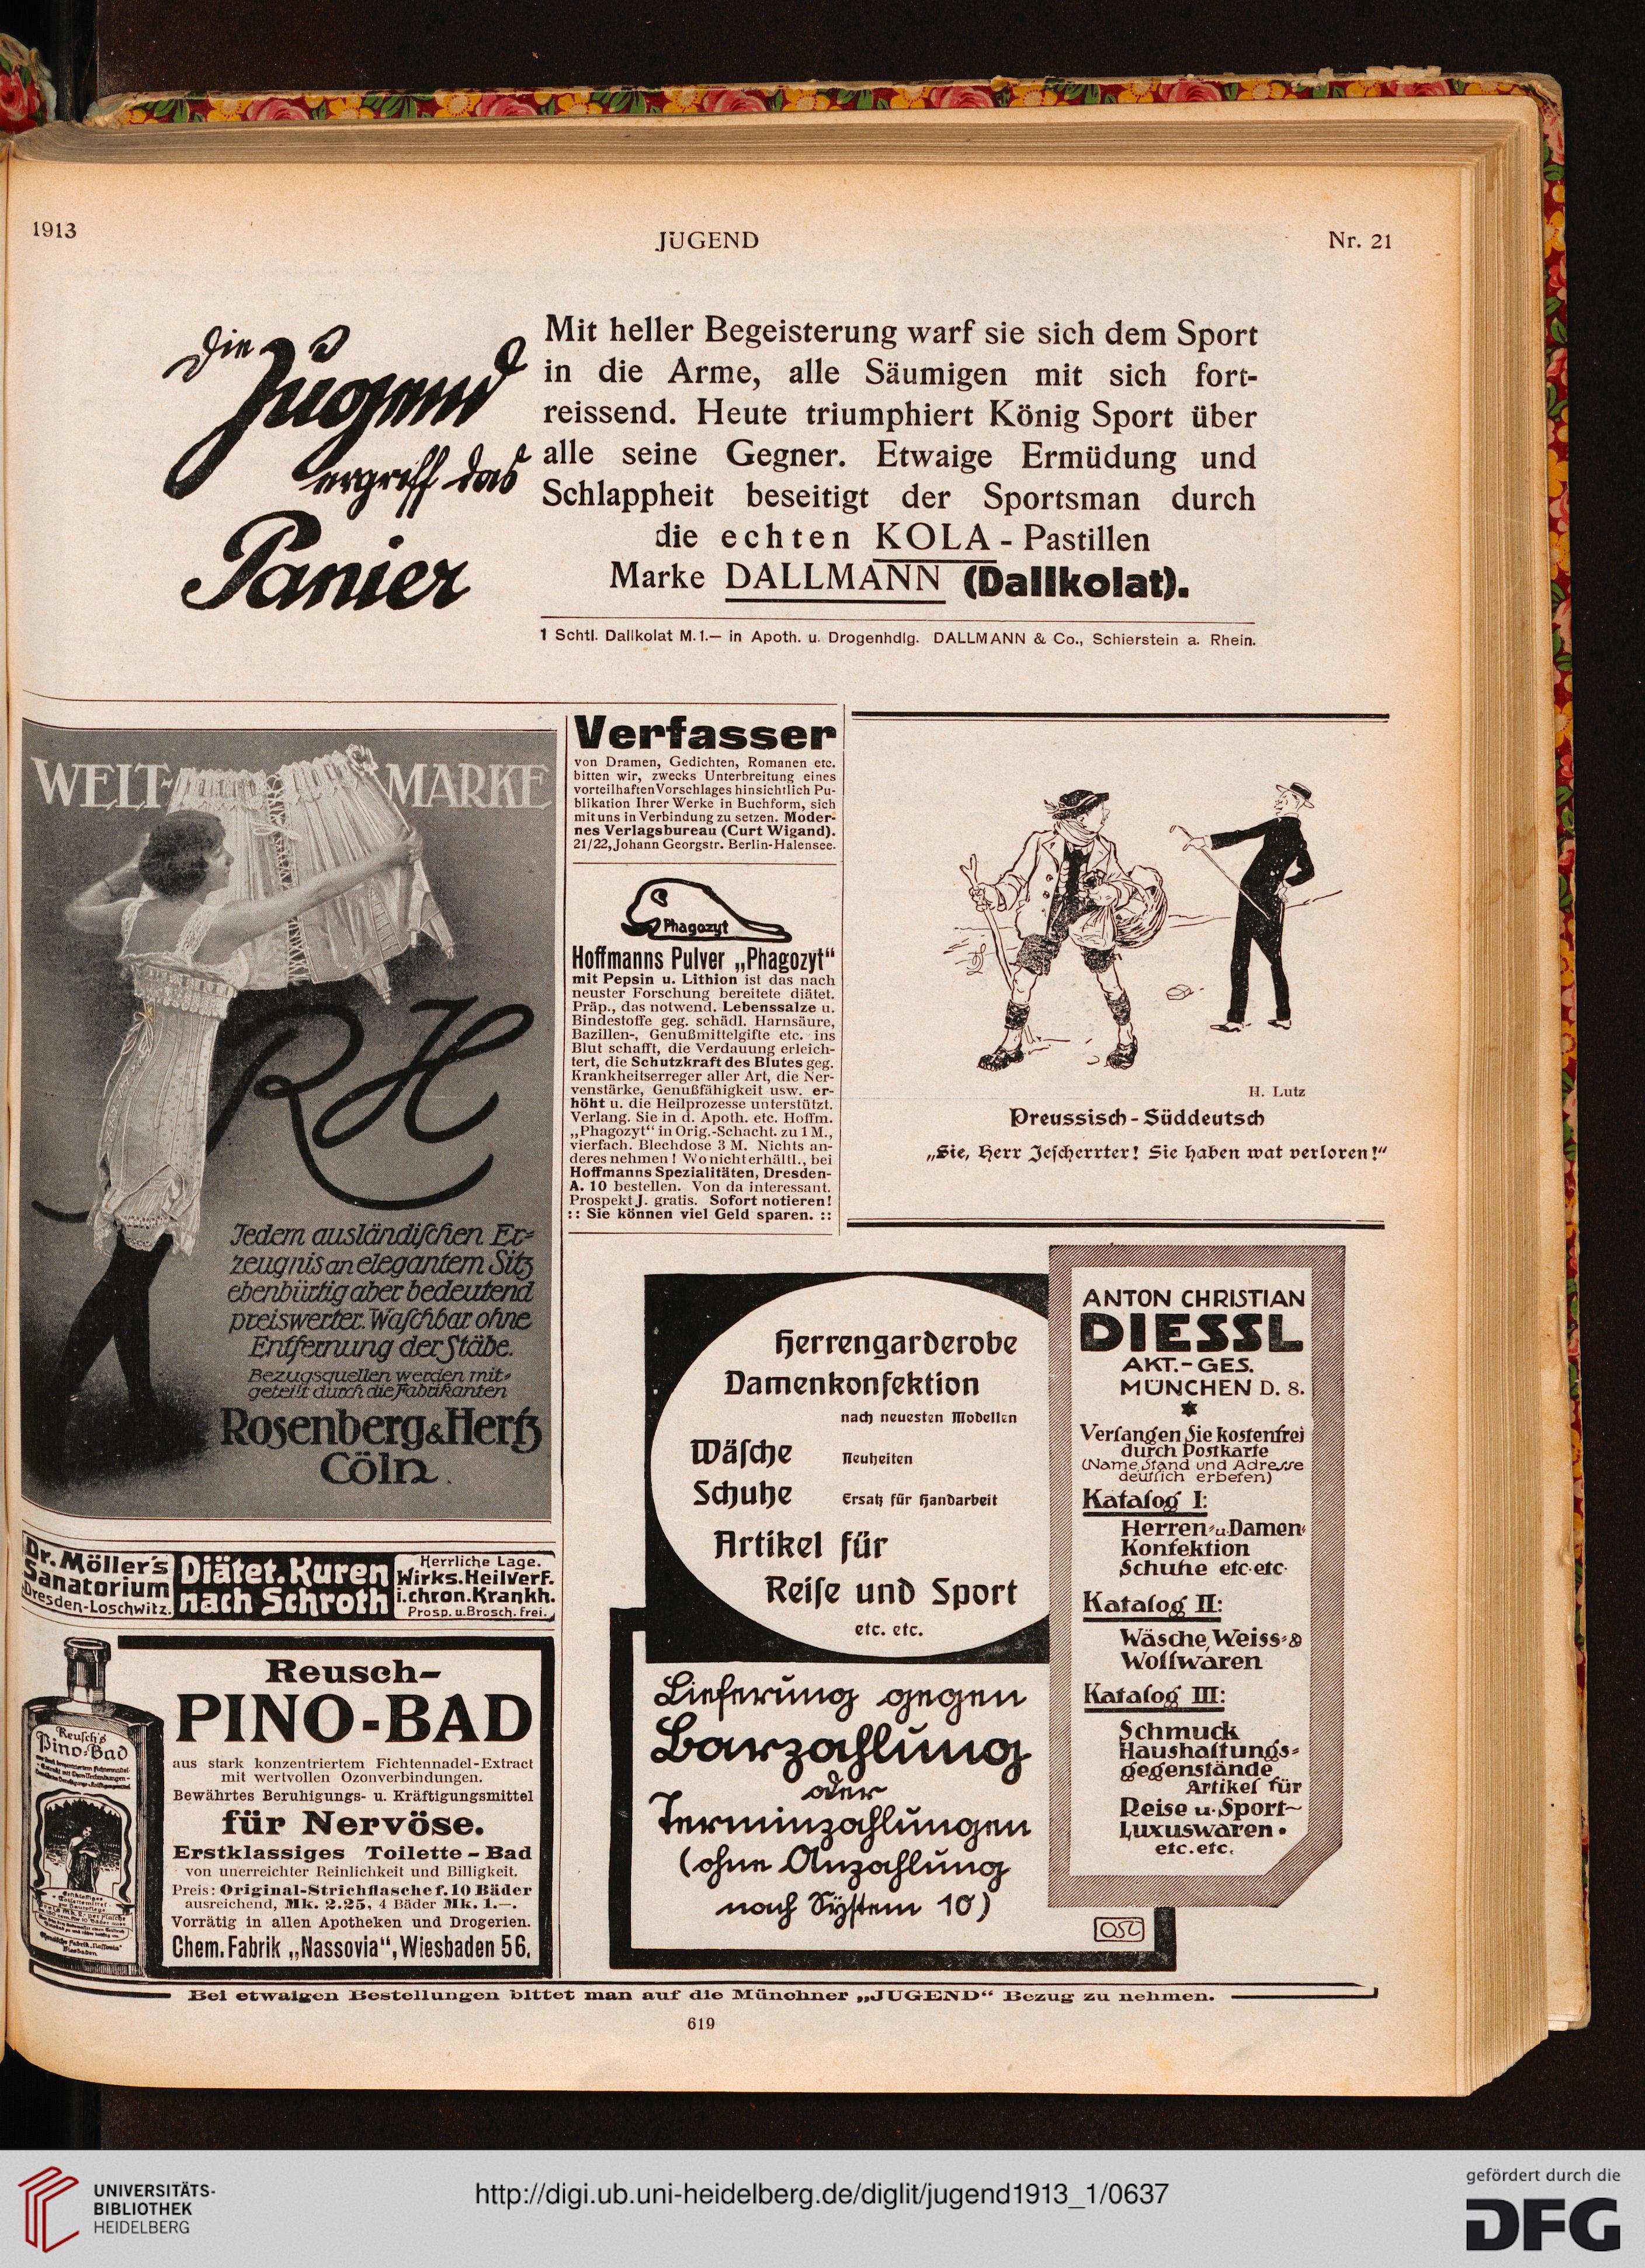 1913
JUGEND
Nr. 21
Die
Jugend
ergriff das
Panier
Mit heller Begeisterung warf sie sich dem Sport
in die Arme, alle Säumigen mit sich fort-
reissend. Heute triumphiert König Sport über
alle seine Gegner. Etwaige Ermüdung und
Schlappheit beseitigt der Sportsman durch
die echten KOLA - Pastillen
Marke DALLMANN (Dallkolat).
1 Schtl. Dallkolat M. 1.— in Apoth. u. Drogenhdlg. DALLMANN & Co., Schierstein a. Rhein.
WELT-MARKE
RH
Jedem ausländischen Er-
zeugnis an elegantem Sitz
ebenbürtig aber bedeutend
preiswerter. Waschbar ohne
Entfernung der Stäbe.
Bezugsquellen werden mit-
geteilt durch die Fabrikanten
Rosenberg & Hertz
Cöln.
Dr. Möller's
Sanatorium
Dresden-Loschwitz.
Diätet. Kuren
nach Schroth
Herrliche Lage.
Wirks. Heilverf.
i. chron. Krankh.
Prosp. u. Brosch. frei.
Reusch's
Pino-Bad
Reusch-
PINO-BAD
aus stark konzentriertem Fichtennadel-Extract
mit wertvollen Ozonverbindungen.
Bewährtes Beruhigungs- u. Kräftigungsmittel
für Nervöse.
Erstklassiges Toilette - Bad
von unerreichter Reinlichkeit und Billigkeit.
Preis: Original-Strichflasche f. 10 Bäder
ausreichend, Mk. 2.25, 4 Bäder Mk. 1.—.
Vorrätig in allen Apotheken und Drogerien.
Chem. Fabrik „Nassovia“, Wiesbaden 56.
Verfasser
von Dramen, Gedichten, Romanen etc.
bitten wir, zwecks Unterbreitung eines
vorteilhaften Vorschlages hinsichtlich Pu-
blikation Ihrer Werke in Buchform, sich
mit uns in Verbindung zu setzen. Moder-
nes Verlagsbureau (Curt Wigand).
21/22, Johann Georgstr. Berlin-Halensee.
Phagozyt
Hoffmanns Pulver „Phagozyt“
mit Pepsin u. Lithion ist das nach
neuster Forschung bereitete diätet.
Präp., das notwend. Lebenssalze u.
Bindestoffe geg. schädl. Harnsäure,
Bazillen-, Genußmittelgifte etc. ins
Blut schafft, die Verdauung erleich-
tert, die Schutzkraft des Blutes geg.
Krankheitserreger aller Art, die Ner-
venstärke, Genußfähigkeit usw. er-
höht u. die Heilprozesse unterstützt.
Verlang. Sie in d. Apoth. etc. Hoffm.
„Phagozyt“ in Orig.-Schacht. zu 1 M.,
vierfach. Blechdose 3 M. Nichts an-
deres nehmen! Wo nicht erhältl., bei
Hoffmanns Spezialitäten, Dresden-
A. 10 bestellen. Von da interessant.
Prospekt J. gratis. Sofort notieren!
:: Sie können viel Geld sparen. ::
H. Lutz
Preussisch - Süddeutsch
„Sie, Herr Jescherrter! Sie haben wat verloren!“
Herrengarderobe
Damenkonfektion
nach neuesten Modellen
Wäsche Neuheiten
Schuhe Ersatz für Handarbeit
Artikel für
Reise und Sport
etc. etc.
Lieferung gegen
Barzahlung
oder
Terminzahlungen
(ohne Anzahlung
nach System 10)
ANTON CHRISTIAN
DIESSL
AKT.-GES.
MÜNCHEN D. 8.
Verlangen Sie kostenfrei
durch Postkarte
(Name, Stand und Adresse
deutlich erbeten)
Katalog I:
Herren- u. Damen-
Konfektion
Schuhe etc. etc.
Katalog II:
Wäsche, Weiss- &
Wollwaren
Katalog III:
Schmuck
Haushaltungs-
gegenstände
Artikel für
Reise u. Sport-
Luxuswaren
etc. etc.
OSC
Bei etwaigen Bestellungen bittet man auf die Münchner „JUGEND“ Bezug zu nehmen.
619
UNIVERSITÄTS-
BIBLIOTHEK
HEIDELBERG
http://digi.ub.uni-heidelberg.de/diglit/jugend1913_1/0637
gefördert durch die
DFG